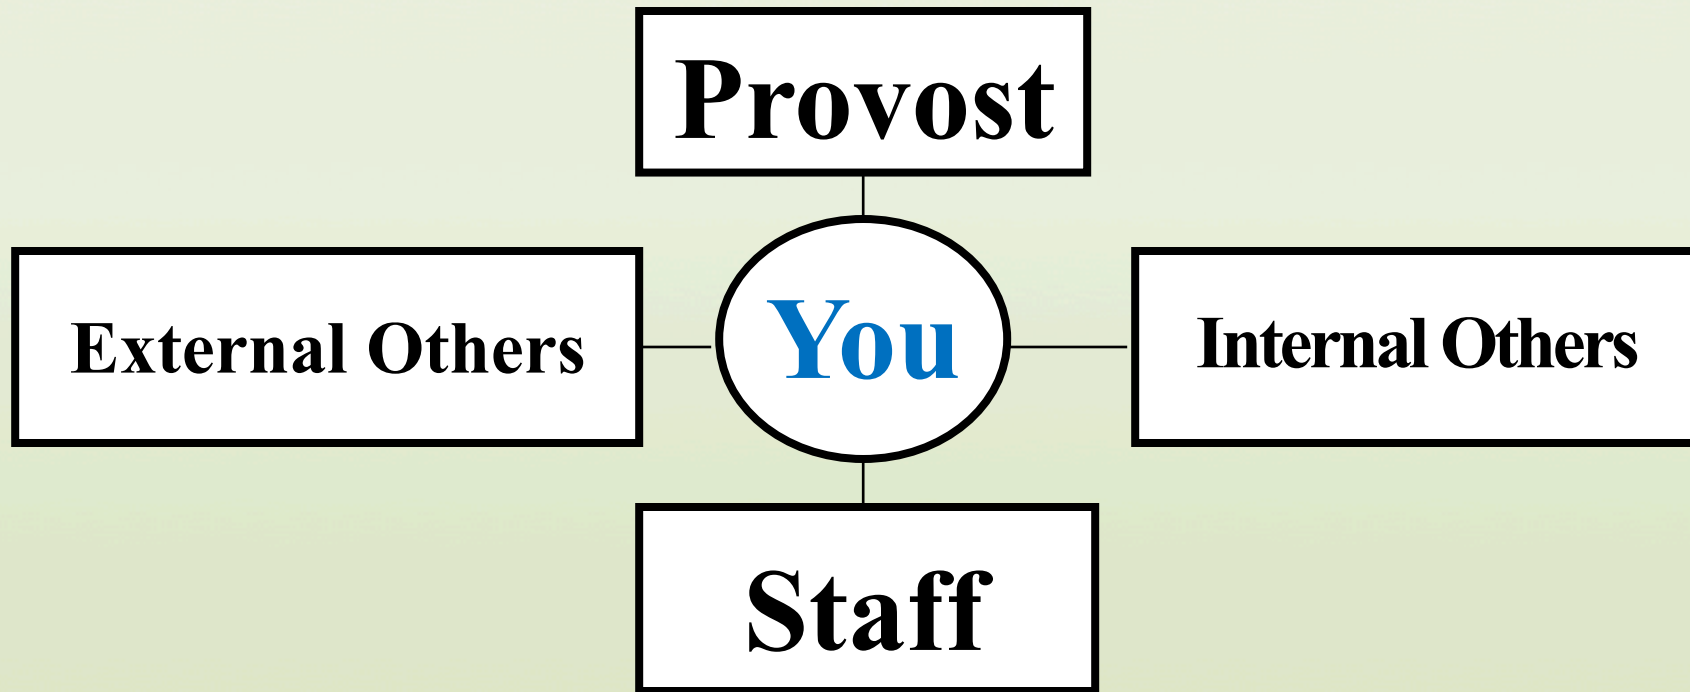 Provost
External Others
You
Internal Others
Staff